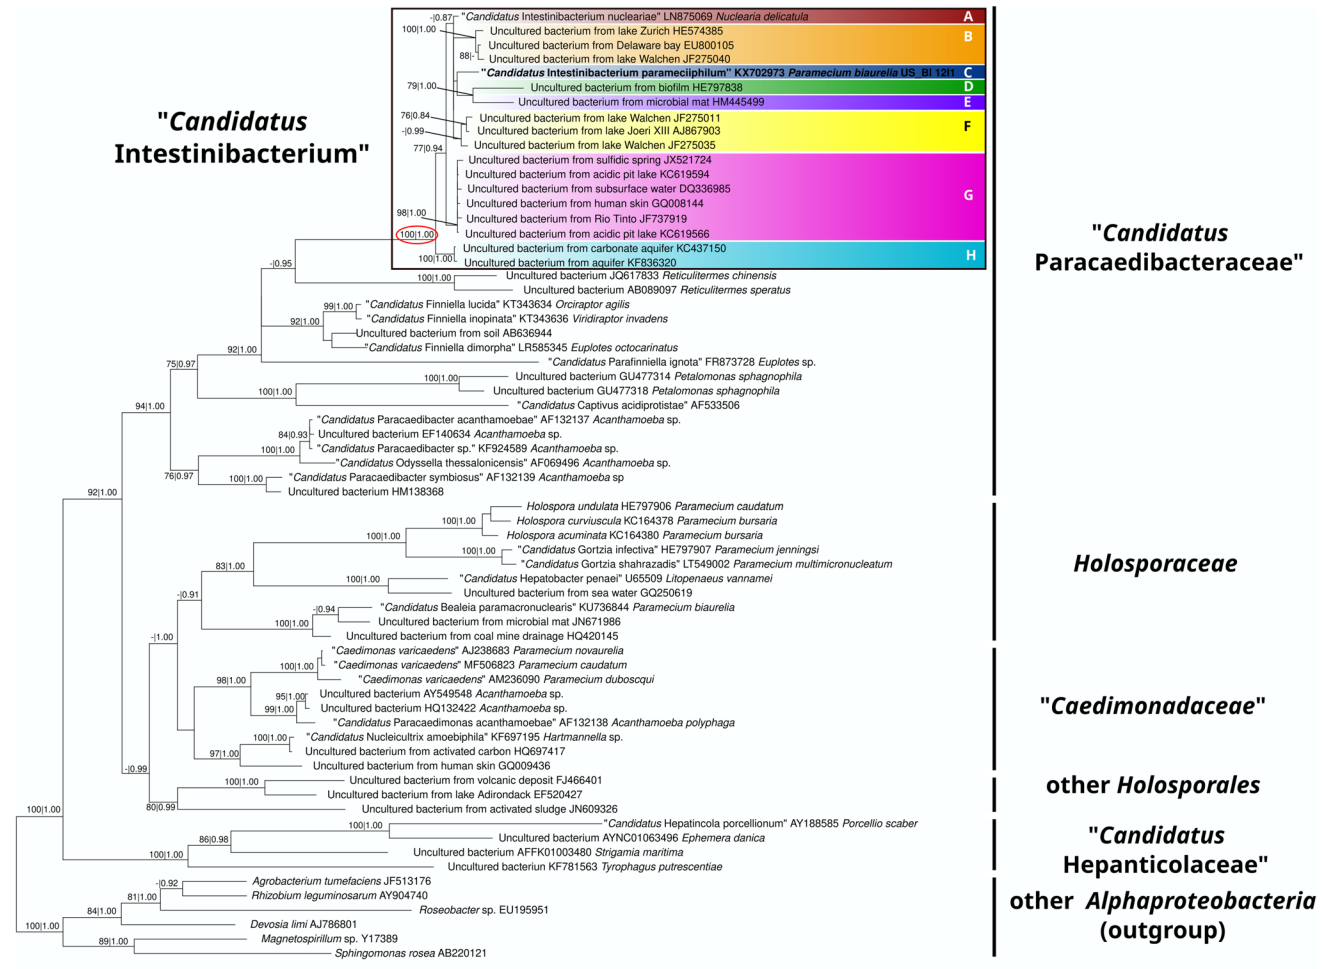 -|0.87 "Candidatus Intestinibacterium nucleariae" LN875069 Nuclearia delicatula A
100|1.00 Uncultured bacterium from lake Zurich HE574385 B
Uncultured bacterium from Delaware bay EU800105
88|- Uncultured bacterium from lake Walchen JF275040
"Candidatus Intestinibacterium parameciiphilum" KX702973 Paramecium biaurelia US_BI 12I1 C
79|1.00 Uncultured bacterium from biofilm HE797838 D
Uncultured bacterium from microbial mat HM445499 E
76|0.84 Uncultured bacterium from lake Walchen JF275011
-|0.99 Uncultured bacterium from lake Joeri XIII AJ867903 F
77|0.94 Uncultured bacterium from lake Walchen JF275035
"Candidatus
Intestinibacterium"
Uncultured bacterium from sulfidic spring JX521724
Uncultured bacterium from acidic pit lake KC619594
Uncultured bacterium from subsurface water DQ336985 G
Uncultured bacterium from human skin GQ008144
98|1.00 Uncultured bacterium from Rio Tinto JF737919
100|1.00 Uncultured bacterium from acidic pit lake KC619566
Uncultured bacterium from carbonate aquifer KC437150 H
100|1.00 Uncultured bacterium from aquifer KF836320
"Candidatus
Paracaedibacteraceae"
-|0.95
100|1.00 Uncultured bacterium JQ617833 Reticulitermes chinensis
Uncultured bacterium AB089097 Reticulitermes speratus
99|1.00 "Candidatus Finniella lucida" KT343634 Orciraptor agilis
92|1.00 "Candidatus Finniella inopinata" KT343636 Viridiraptor invadens
Uncultured bacterium from soil AB636944
"Candidatus Finniella dimorpha" LR585345 Euplotes octocarinatus
92|1.00 "Candidatus Parafinniella ignota" FR873728 Euplotes sp.
75|0.97
100|1.00 Uncultured bacterium GU477314 Petalomonas sphagnophila
100|1.00 Uncultured bacterium GU477318 Petalomonas sphagnophila
"Candidatus Captivus acidiprotistae" AF533506
94|1.00
"Candidatus Paracaedibacter acanthamoebae" AF132137 Acanthamoeba sp.
84|0.93 Uncultured bacterium EF140634 Acanthamoeba sp.
100|1.00 "Candidatus Paracaedibacter sp." KF924589 Acanthamoeba sp.
"Candidatus Odyssella thessalonicensis" AF069496 Acanthamoeba sp.
76|0.97 100|1.00 "Candidatus Paracaedibacter symbiosus" AF132139 Acanthamoeba sp
Uncultured bacterium HM138368
92|1.00
Holospora undulata HE797906 Paramecium caudatum
100|1.00 Holospora curviuscula KC164378 Paramecium bursaria
100|1.00 Holospora acuminata KC164380 Paramecium bursaria
100|1.00 "Candidatus Gortzia infectiva" HE797907 Paramecium jenningsi
"Candidatus Gortzia shahrazadis" LT549002 Paramecium multimicronucleatum
Holosporaceae
83|1.00
100|1.00 "Candidatus Hepatobacter penaei" U65509 Litopenaeus vannamei
Uncultured bacterium from sea water GQ250619
-|0.91
-|0.94 "Candidatus Bealeia paramacronuclearis" KU736844 Paramecium biaurelia
100|1.00 Uncultured bacterium from microbial mat JN671986
Uncultured bacterium from coal mine drainage HQ420145
-|1.00
"Caedimonas varicaedens" AJ238683 Paramecium novaurelia
100|1.00 "Caedimonas varicaedens" MF506823 Paramecium caudatum
98|1.00 "Caedimonas varicaedens" AM236090 Paramecium duboscqui
95|1.00 Uncultured bacterium AY549548 Acanthamoeba sp.
99|1.00 Uncultured bacterium HQ132422 Acanthamoeba sp.
"Candidatus Paracaedimonas acanthamoebae" AF132138 Acanthamoeba polyphaga
"Caedimonadaceae"
100|1.00 "Candidatus Nucleicultrix amoebiphila" KF697195 Hartmannella sp.
97|1.00 Uncultured bacterium from activated carbon HQ697417
Uncultured bacterium from human skin GQ009436
-|0.99
100|1.00 Uncultured bacterium from volcanic deposit FJ466401
Uncultured bacterium from lake Adirondack EF520427
80|0.99 Uncultured bacterium from activated sludge JN609326
other Holosporales
100|1.00
100|1.00 "Candidatus Hepatincola porcellionum" AY188585 Porcellio scaber
86|0.98 Uncultured bacterium AYNC01063496 Ephemera danica
100|1.00 Uncultured bacterium AFFK01003480 Strigamia maritima
Uncultured bacteriun KF781563 Tyrophagus putrescentiae
"Candidatus
Hepanticolaceae"
-|0.92 Agrobacterium tumefaciens JF513176
81|1.00 Rhizobium leguminosarum AY904740
84|1.00 Roseobacter sp. EU195951
100|1.00 Devosia limi AJ786801
89|1.00 Magnetospirillum sp. Y17389
Sphingomonas rosea AB220121
other Alphaproteobacteria
(outgroup)